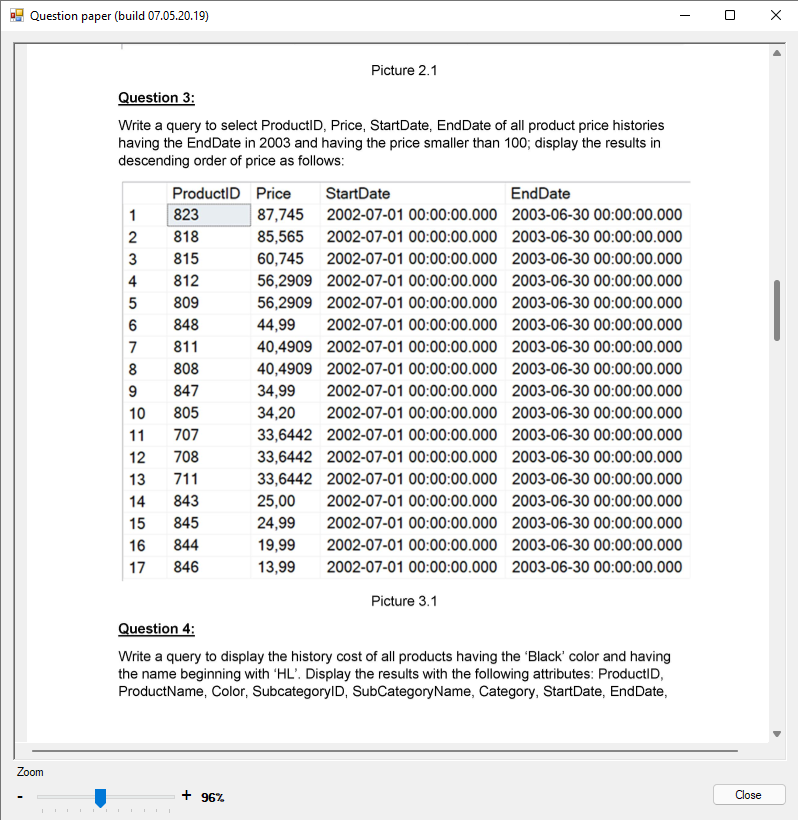 Question paper (build 07.05.20.19)
Picture 2.1
Question 3:
Write a query to select ProductID, Price, StartDate, EndDate of all product price histories
having the EndDate in 2003 and having the price smaller than 100; display the results in
descending order of price as follows:
ProductID Price StartDate EndDate
1 823 87,745 2002-07-01 00:00:00.000 2003-06-30 00:00:00.000
2 818 85,565 2002-07-01 00:00:00.000 2003-06-30 00:00:00.000
3 815 60,745 2002-07-01 00:00:00.000 2003-06-30 00:00:00.000
4 812 56,2909 2002-07-01 00:00:00.000 2003-06-30 00:00:00.000
5 809 56,2909 2002-07-01 00:00:00.000 2003-06-30 00:00:00.000
6 848 44,99 2002-07-01 00:00:00.000 2003-06-30 00:00:00.000
7 811 40,4909 2002-07-01 00:00:00.000 2003-06-30 00:00:00.000
8 808 40,4909 2002-07-01 00:00:00.000 2003-06-30 00:00:00.000
9 847 34,99 2002-07-01 00:00:00.000 2003-06-30 00:00:00.000
10 805 34,20 2002-07-01 00:00:00.000 2003-06-30 00:00:00.000
11 707 33,6442 2002-07-01 00:00:00.000 2003-06-30 00:00:00.000
12 708 33,6442 2002-07-01 00:00:00.000 2003-06-30 00:00:00.000
13 711 33,6442 2002-07-01 00:00:00.000 2003-06-30 00:00:00.000
14 843 25,00 2002-07-01 00:00:00.000 2003-06-30 00:00:00.000
15 845 24,99 2002-07-01 00:00:00.000 2003-06-30 00:00:00.000
16 844 19,99 2002-07-01 00:00:00.000 2003-06-30 00:00:00.000
17 846 13,99 2002-07-01 00:00:00.000 2003-06-30 00:00:00.000
Picture 3.1
Question 4:
Write a query to display the history cost of all products having the ‘Black’ color and having
the name beginning with ‘HL’. Display the results with the following attributes: ProductID,
ProductName, Color, SubcategoryID, SubCategoryName, Category, StartDate, EndDate,
Zoom
- + 96%
Close